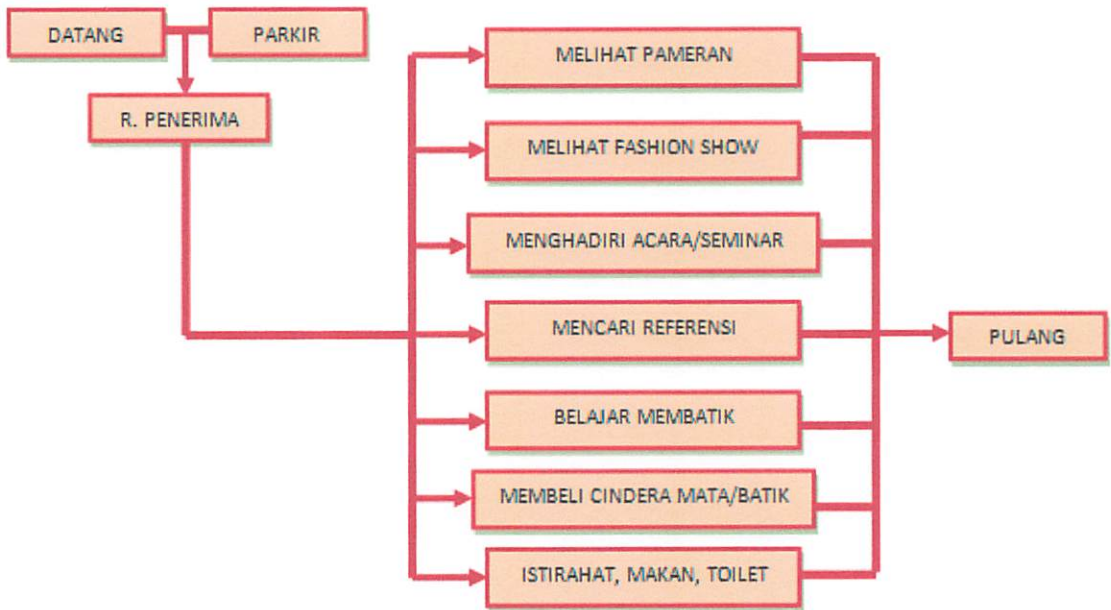 DATANG
PARKIR
R. PENERIMA
MELIHAT PAMERAN
MELIHAT FASHION SHOW
MENGHADIRI ACARA/SEMINAR
MENCARI REFERENSI
PULANG
BELAJAR MEMBATIK
MEMBELI CINDERA MATA/BATIK
ISTIRAHAT, MAKAN, TOILET